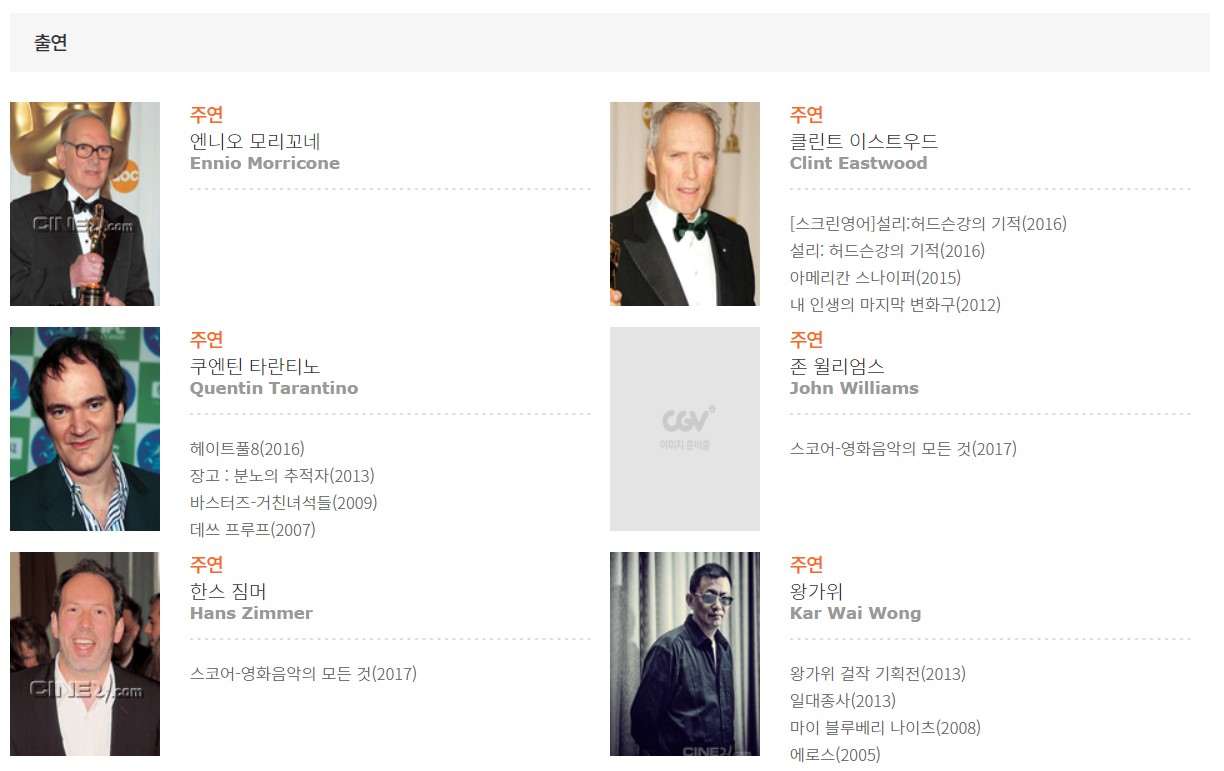 출연
주연
엔니오 모리꼬네
Ennio Morricone
abc
CINE21.com
주연
클린트 이스트우드
Clint Eastwood
[스크린영어]설리:허드슨강의 기적(2016)
설리: 허드슨강의 기적(2016)
아메리칸 스나이퍼(2015)
내 인생의 마지막 변화구(2012)
주연
쿠엔틴 타란티노
Quentin Tarantino
헤이트풀8(2016)
장고 : 분노의 추적자(2013)
바스터즈-거친녀석들(2009)
데쓰 프루프(2007)
CGV
이미지 준비중
주연
존 윌리엄스
John Williams
스코어-영화음악의 모든 것(2017)
주연
한스 짐머
Hans Zimmer
스코어-영화음악의 모든 것(2017)
CINE21.com
주연
왕가위
Kar Wai Wong
왕가위 걸작 기획전(2013)
일대종사(2013)
마이 블루베리 나이츠(2008)
에로스(2005)
CINE21.com